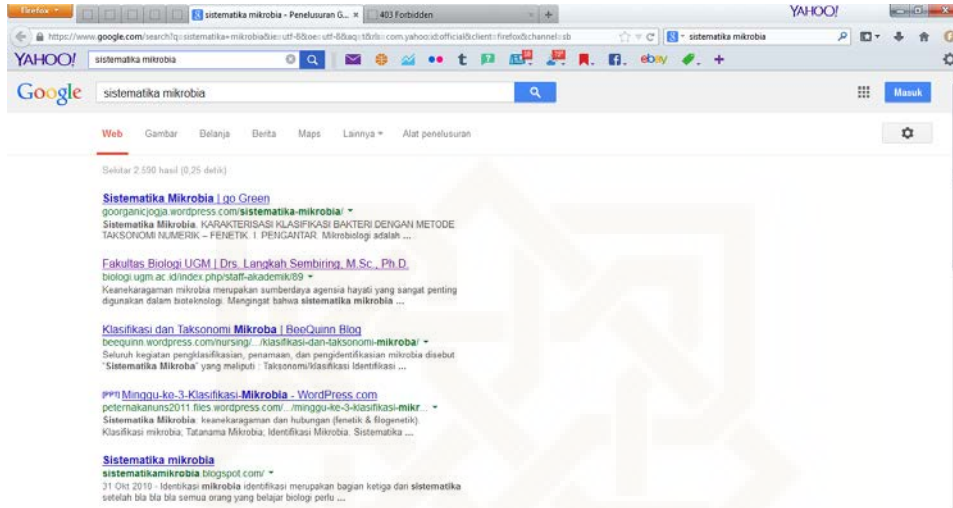 Firefox
sistematika mikrobia - Penelusuran G... ×
403 Forbidden
YAHOO!
https://www.google.com/search?q=sistematika+mikrobia&ie=utf-8&oe=utf-8&aq=t&rls=com.yahoo:id:official&client=firefox&channel=sb
sistematika mikrobia
YAHOO!
sistematika mikrobia
ebay
Google
sistematika mikrobia
Masuk
Web Gambar Belanja Berita Maps Lainnya Alat penelusuran
Sekitar 2.590 hasil (0,25 detik)
Sistematika Mikrobia | go Green
goorganicjogja.wordpress.com/sistematika-mikrobia/
Sistematika Mikrobia. KARAKTERISASI KLASIFIKASI BAKTERI DENGAN METODE
TAKSONOMI NUMERIK – FENETIK. I. PENGANTAR. Mikrobiologi adalah ...
Fakultas Biologi UGM | Drs. Langkah Sembiring, M.Sc., Ph.D.
biologi.ugm.ac.id/index.php/staff-akademik/89
Keanekaragaman mikrobia merupakan sumberdaya agensia hayati yang sangat penting
digunakan dalam bioteknologi. Mengingat bahwa sistematika mikrobia ...
Klasifikasi dan Taksonomi Mikroba | BeeQuinn Blog
beequinn.wordpress.com/nursing/.../klasifikasi-dan-taksonomi-mikroba/
Seluruh kegiatan pengklasifikasian, penamaan, dan pengidentifikasian mikrobia disebut
"Sistematika Mikroba" yang meliputi : Taksonomi/klasifikasi Identifikasi ...
[PPT] Minggu-ke-3-Klasifikasi-Mikrobia - WordPress.com
peternakanuns2011.files.wordpress.com/.../minggu-ke-3-klasifikasi-mikr...
Sistematika Mikrobia: keanekaragaman dan hubungan (fenetik & filogenetik).
Klasifikasi mikrobia; Tatanama Mikrobia; Identifikasi Mikrobia. Sistematika ...
Sistematika mikrobia
sistematikamikrobia.blogspot.com/
31 Okt 2010 - Identikasi mikrobia identifikasi merupakan bagian ketiga dari sistematika
setelah bla bla bla semua orang yang belajar biologi perlu ...